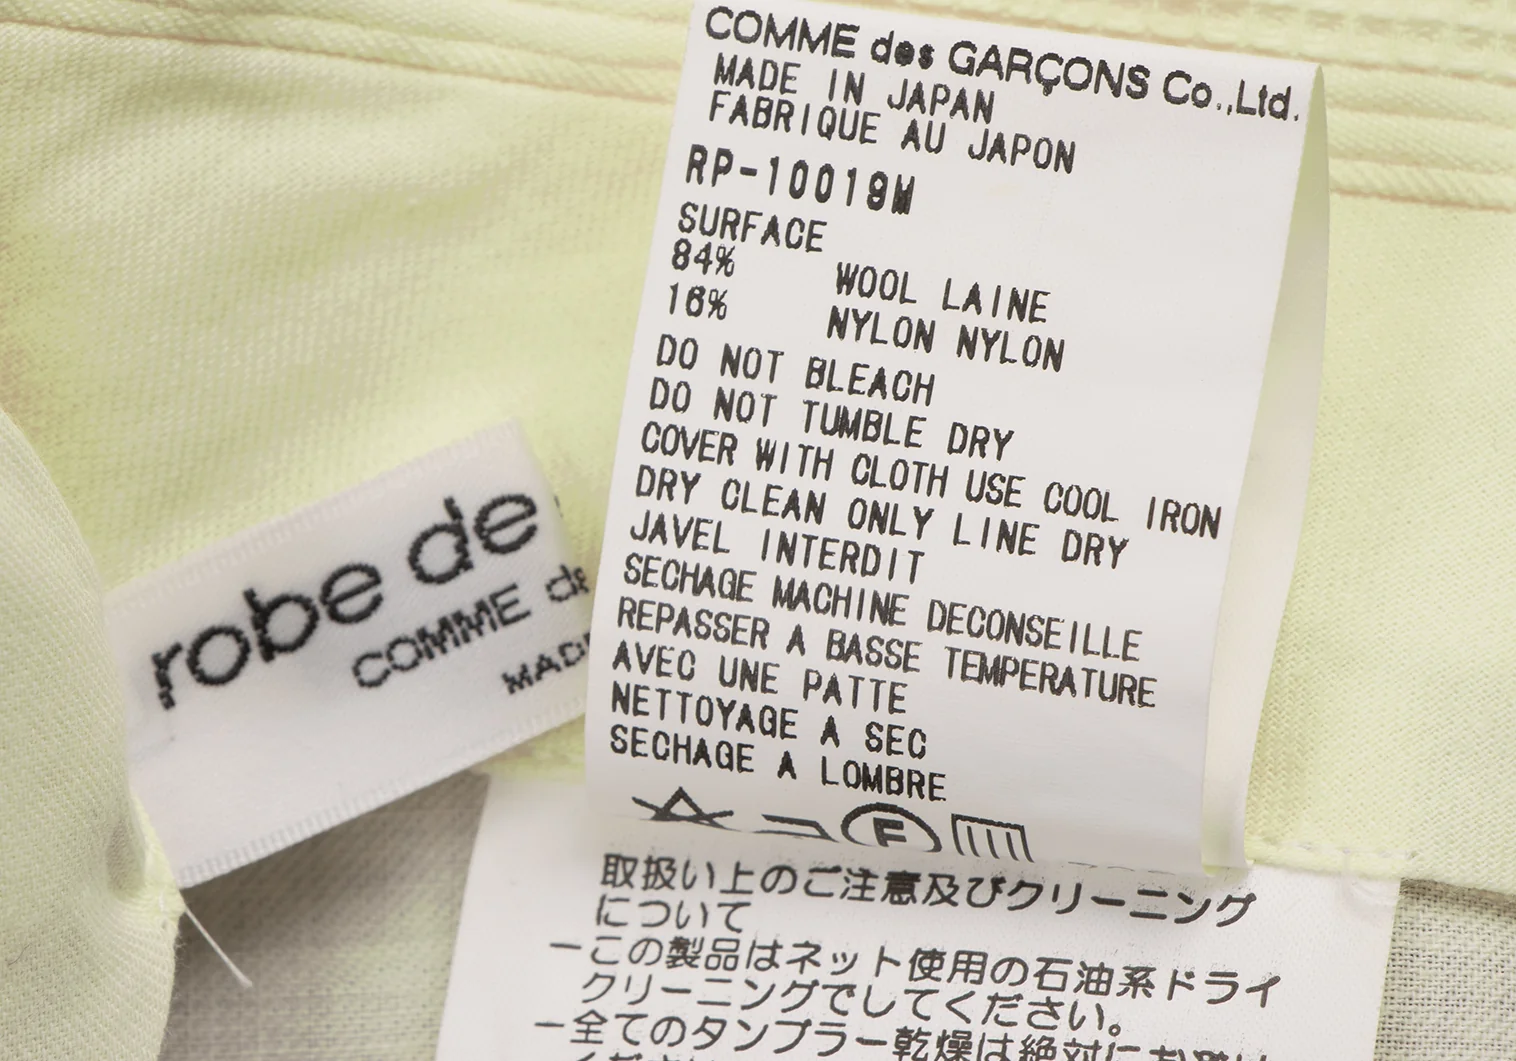 COMME des GARÇONS Co.,Ltd.
MADE IN JAPAN
FABRIQUE AU JAPON
RP-10019M
SURFACE
84% WOOL LAINE
16% NYLON NYLON
DO NOT BLEACH
DO NOT TUMBLE DRY
COVER WITH CLOTH USE COOL IRON
DRY CLEAN ONLY LINE DRY
JAVEL INTERDIT
SECHAGE MACHINE DECONSEILLE
REPASSER A BASSE TEMPERATURE
AVEC UNE PATTE
NETTOYAGE A SEC
SECHAGE A LOMBRE
F
robe de
COMME de
MADE
取扱い上のご注意及びクリーニング
について
ーこの製品はネット使用の石油系ドライ
クリーニングでしてください。
ー全てのタンブラー乾燥は絶対に